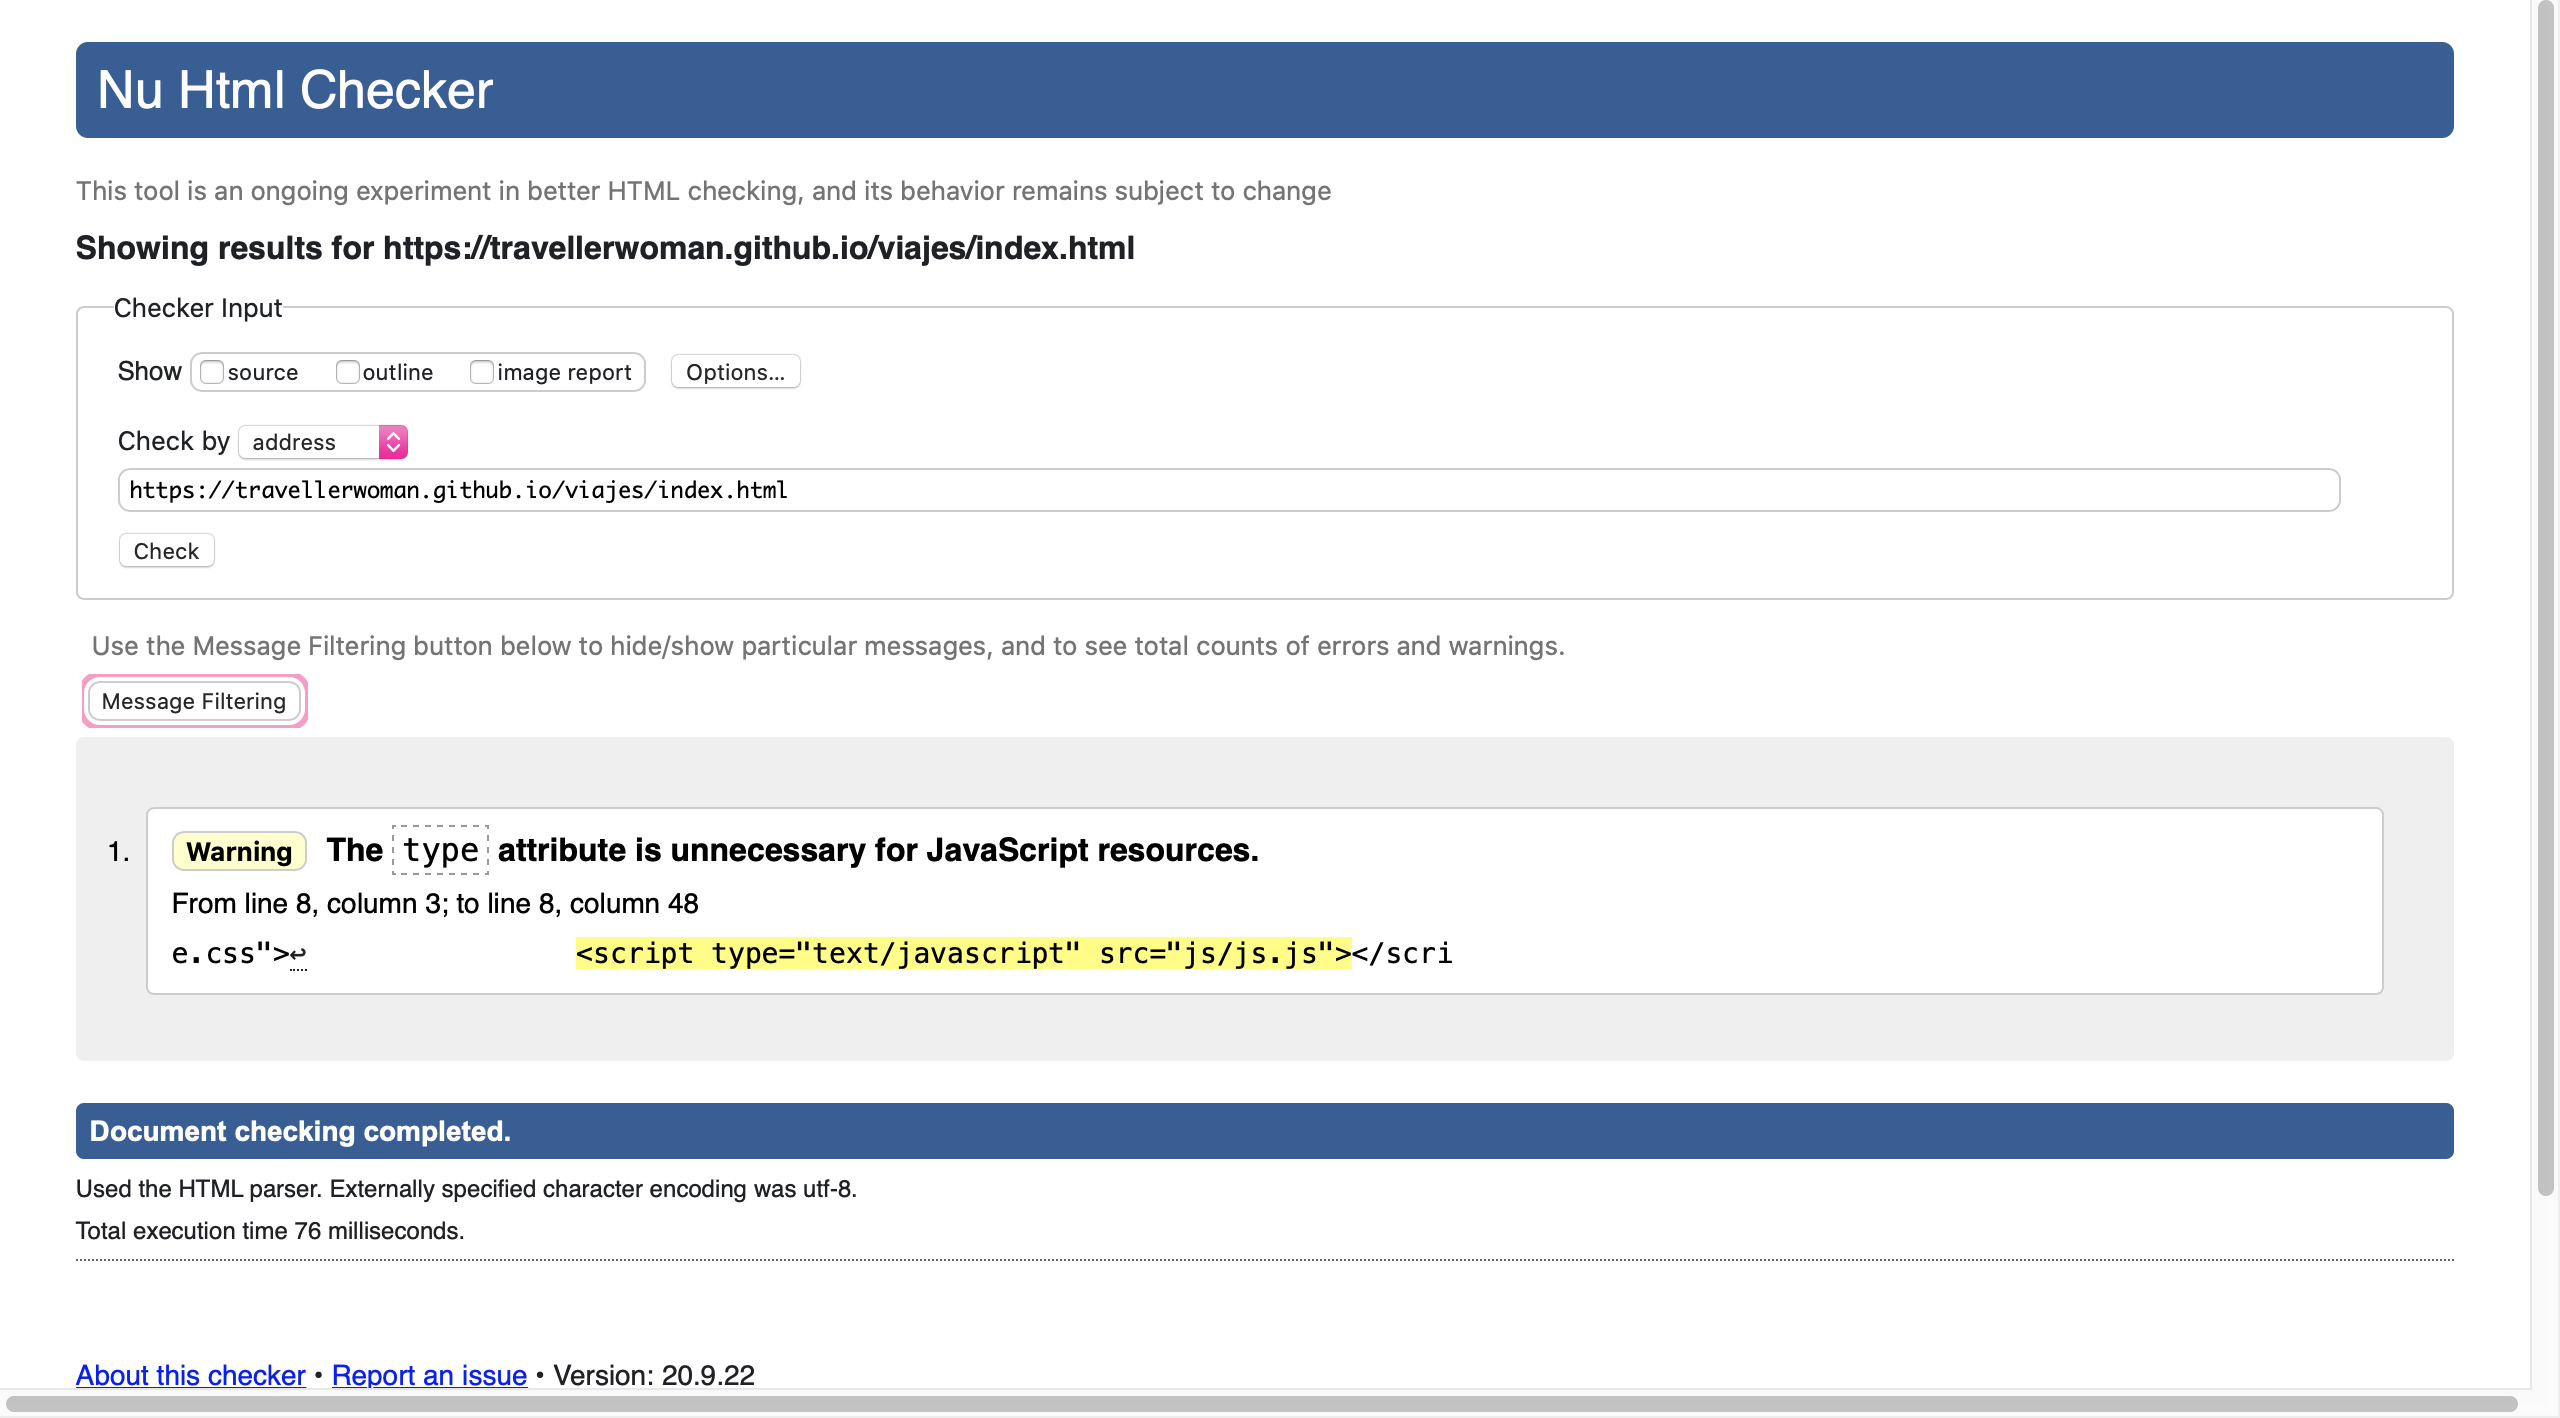 Nu Html Checker
This tool is an ongoing experiment in better HTML checking, and its behavior remains subject to change
Showing results for https://travellerwoman.github.io/viajes/index.html
Checker Input
Show source outline image report Options...
Check by address
https://travellerwoman.github.io/viajes/index.html
Check
Use the Message Filtering button below to hide/show particular messages, and to see total counts of errors and warnings.
Message Filtering
1. Warning The type attribute is unnecessary for JavaScript resources.
From line 8, column 3; to line 8, column 48
e.css">↩ <script type="text/javascript" src="js/js.js"></scri
Document checking completed.
Used the HTML parser. Externally specified character encoding was utf-8.
Total execution time 76 milliseconds.
About this checker • Report an issue • Version: 20.9.22